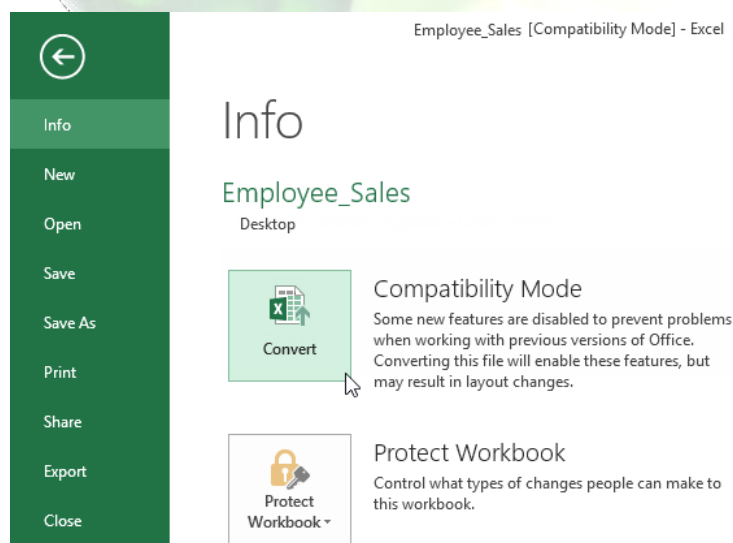 Employee_Sales [Compatibility Mode] - Excel
Info
New
Open
Save
Save As
Print
Share
Export
Close
Info
Employee_Sales
Desktop
Convert
Compatibility Mode
Some new features are disabled to prevent problems
when working with previous versions of Office.
Converting this file will enable these features, but
may result in layout changes.
Protect
Workbook
Protect Workbook
Control what types of changes people can make to
this workbook.